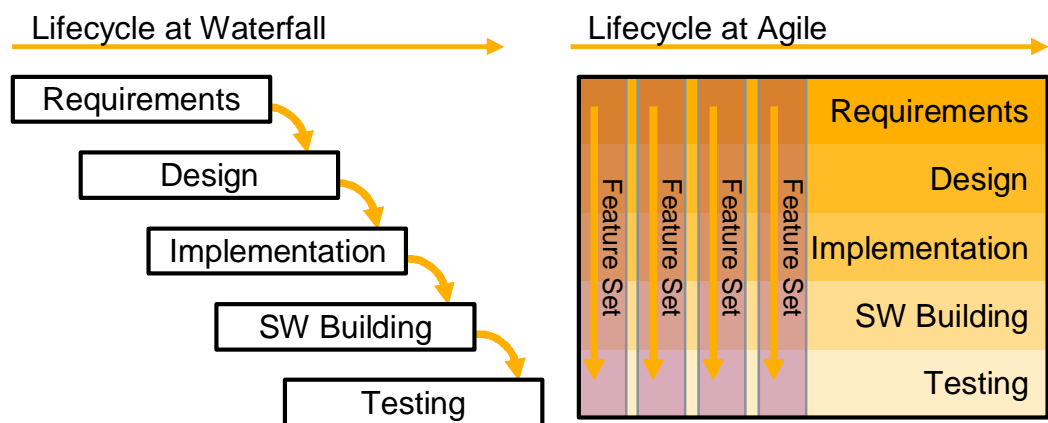 Lifecycle at Waterfall
Requirements
Design
Implementation
SW Building
Testing
Lifecycle at Agile
Requirements
Design
Implementation
SW Building
Testing
Feature Set
Feature Set
Feature Set
Feature Set